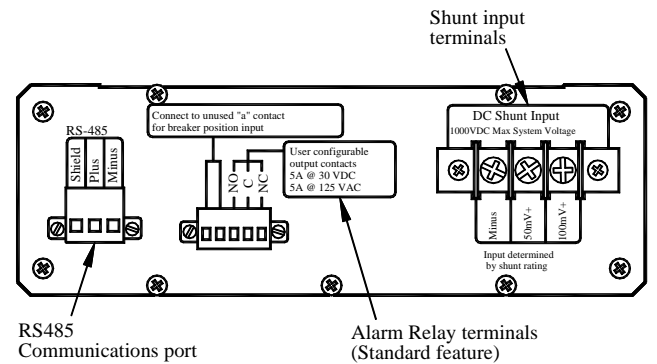 Shunt input
terminals
Connect to unused "a" contact
for breaker position input
DC Shunt Input
1000VDC Max System Voltage
RS-485
Shield
Plus
Minus
User configurable
output contacts
5A @ 30 VDC
5A @ 125 VAC
NO
C
NC
Minus
50mV+
100mV+
Input determined
by shunt rating
RS485
Communications port
Alarm Relay terminals
(Standard feature)